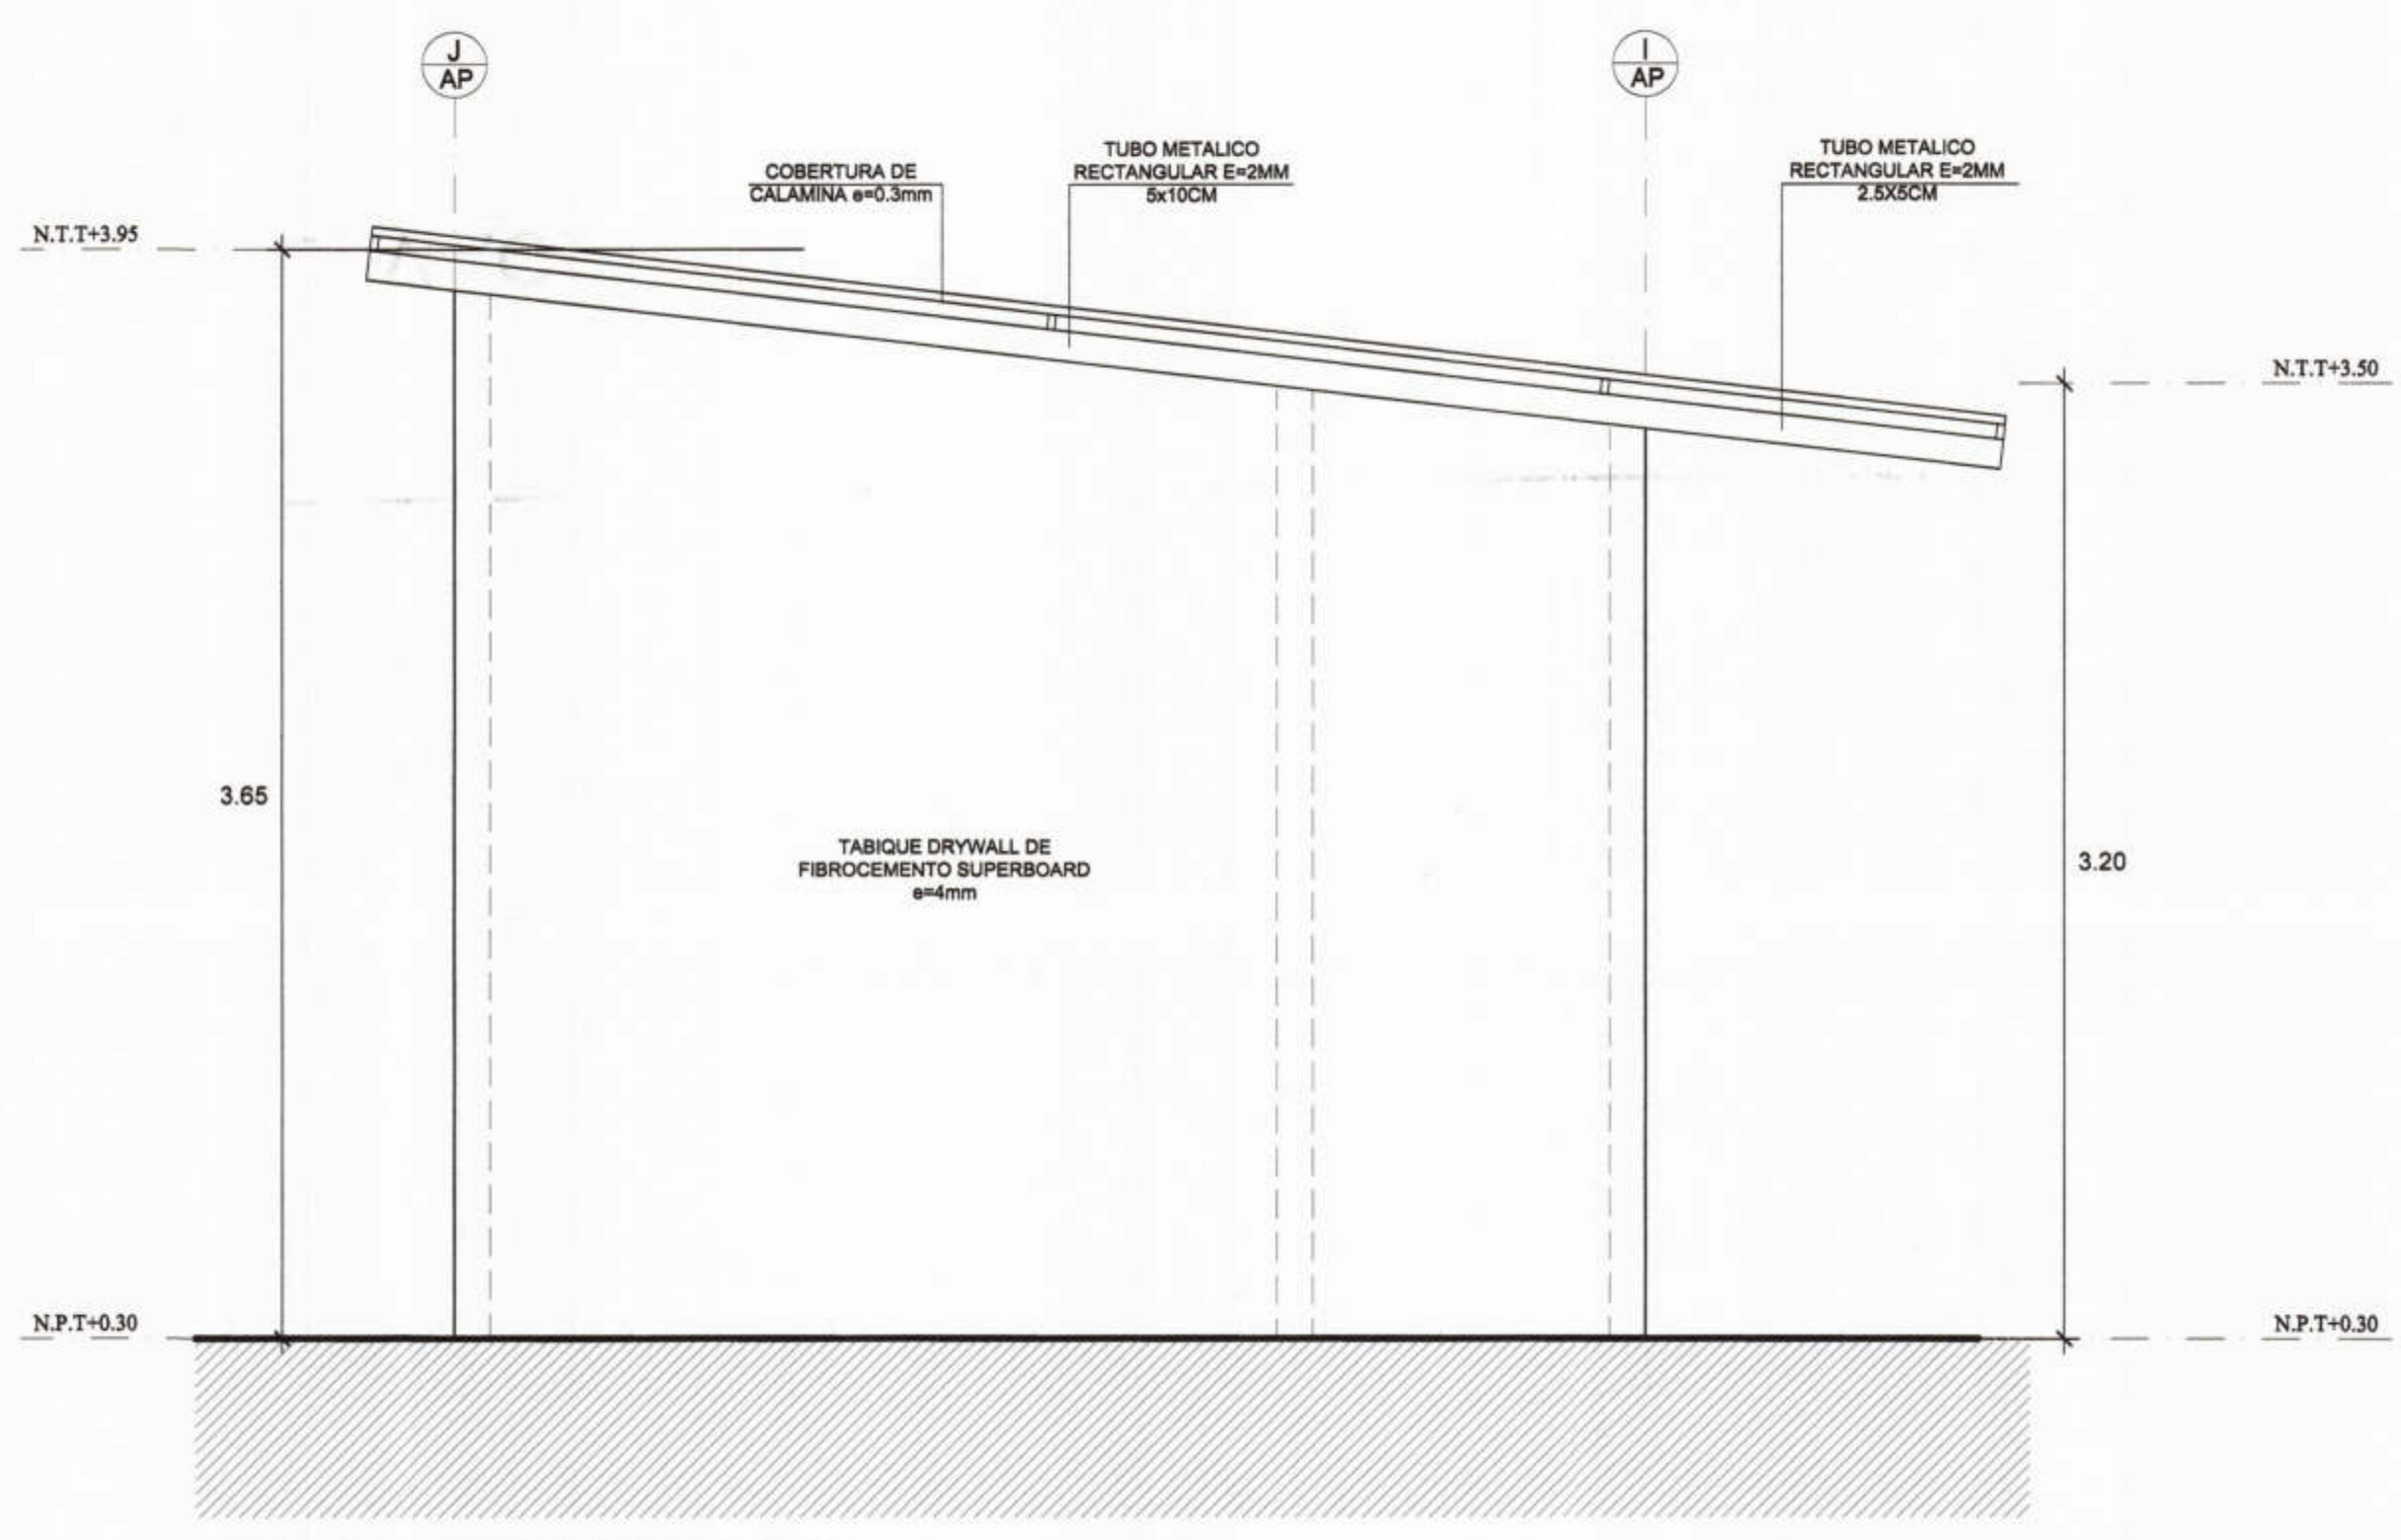 J
AP
I
AP
COBERTURA DE
CALAMINA e=0.3mm
TUBO METALICO
RECTANGULAR E=2MM
5x10CM
TUBO METALICO
RECTANGULAR E=2MM
2.5X5CM
N.T.T+3.95
N.T.T+3.50
3.65
TABIQUE DRYWALL DE
FIBROCEMENTO SUPERBOARD
e=4mm
3.20
N.P.T+0.30
N.P.T+0.30